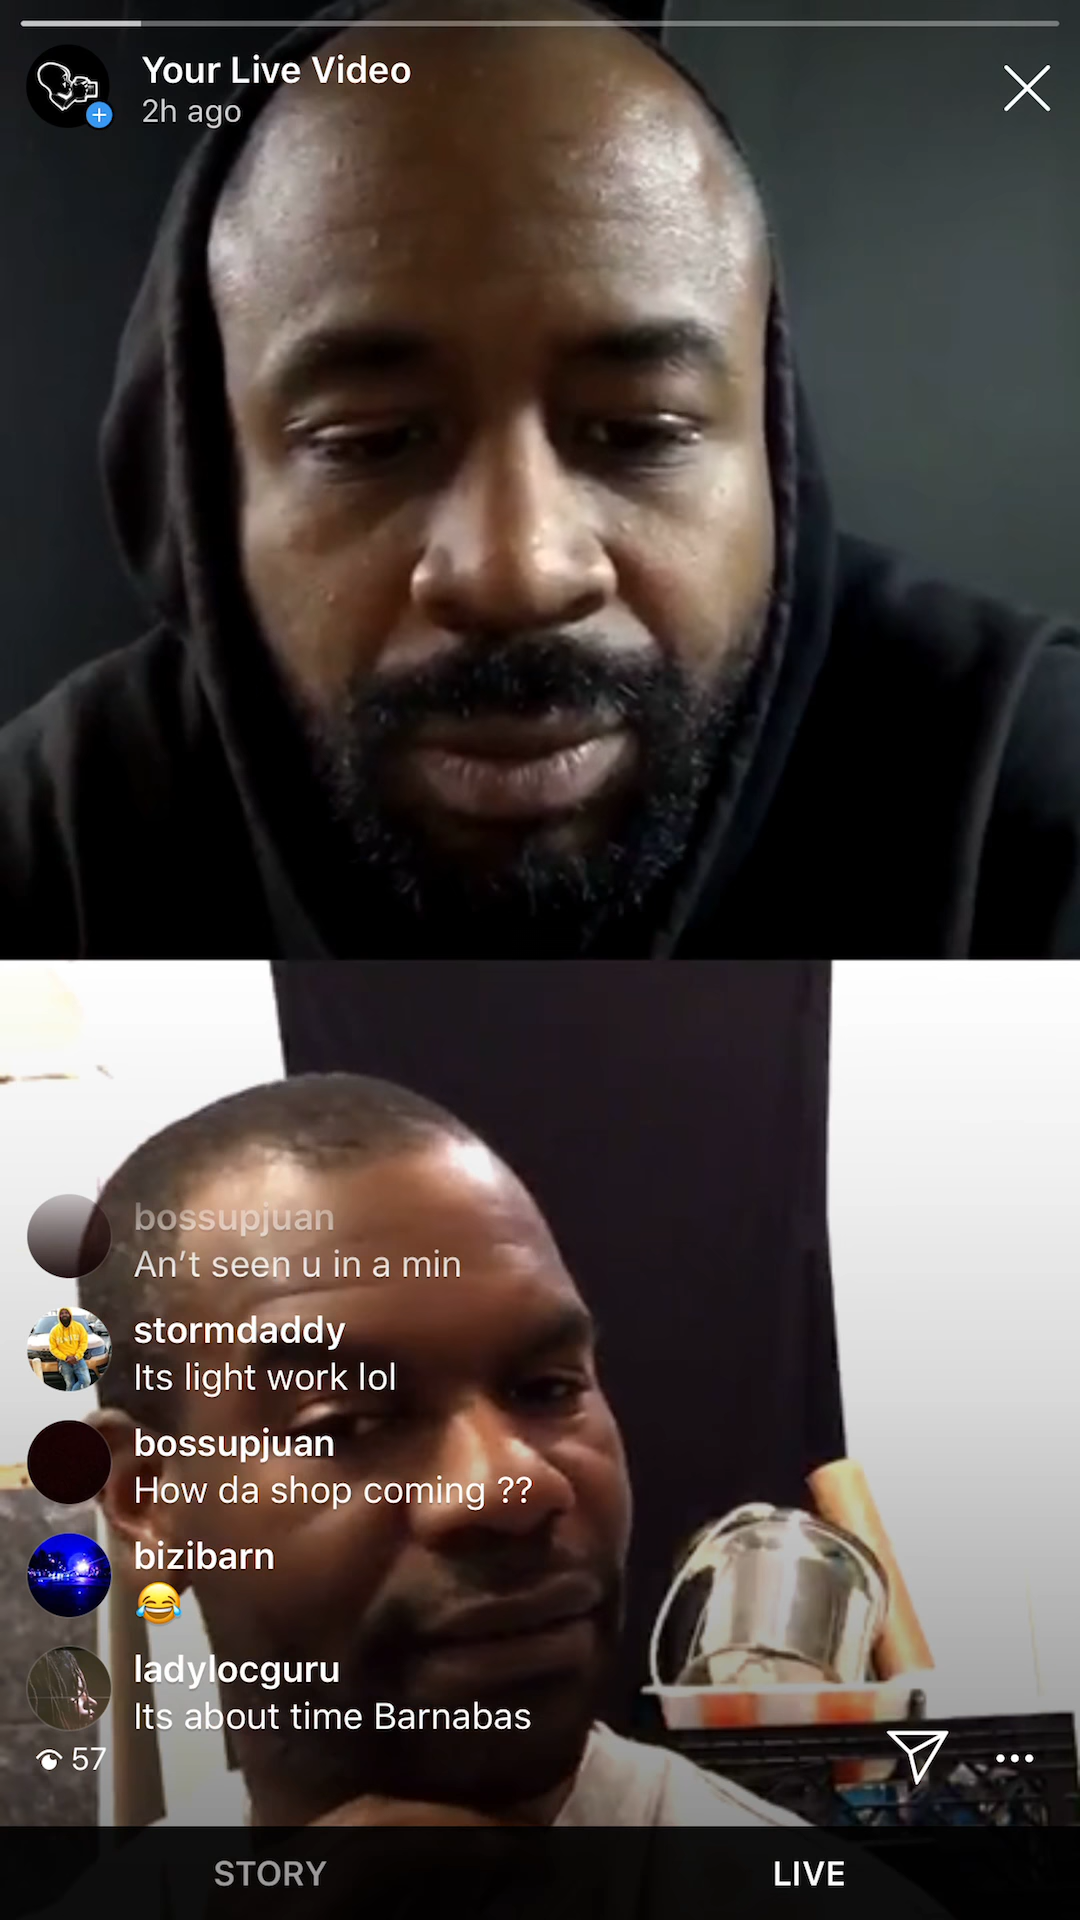 Your Live Video
2h ago
bossupjuan
An't seen u in a min
stormdaddy
Its light work lol
bossupjuan
How da shop coming ??
bizibarn
😂
ladylocguru
Its about time Barnabas
57
STORY
LIVE